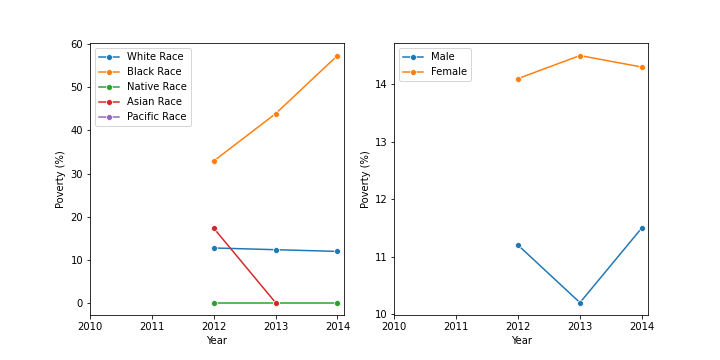 60
50
40
30
20
10
0
Poverty (%)
White Race
Black Race
Native Race
Asian Race
Pacific Race
2010 2011 2012 2013 2014
Year
14
13
12
11
10
Poverty (%)
Male
Female
2010 2011 2012 2013 2014
Year